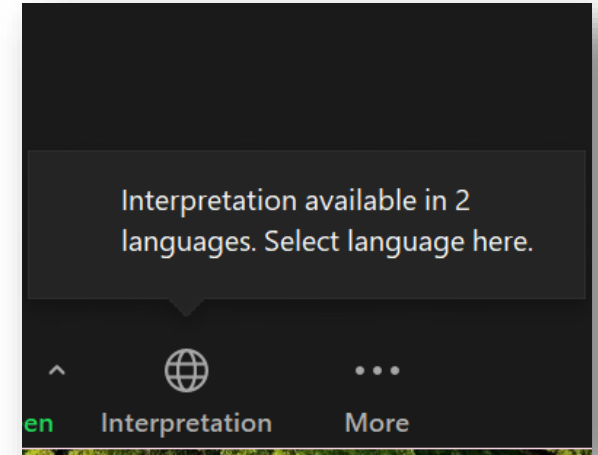 Interpretation available in 2
languages. Select language here.
en Interpretation More